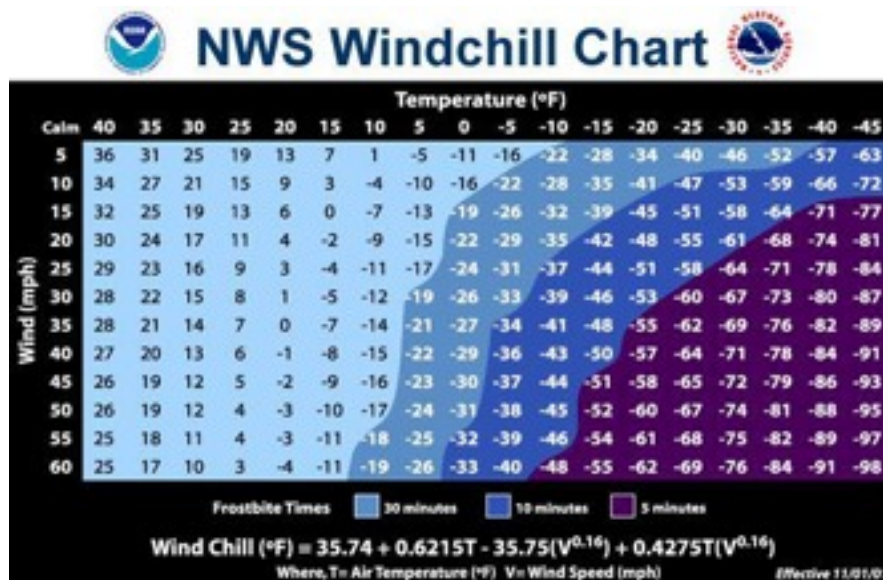 NWS Windchill Chart
Temperature (°F)
Calm 40 35 30 25 20 15 10 5 0 -5 -10 -15 -20 -25 -30 -35 -40 -45
5 36 31 25 19 13 7 1 -5 -11 -16 -22 -28 -34 -40 -46 -52 -57 -63
10 34 27 21 15 9 3 -4 -10 -16 -22 -28 -35 -41 -47 -53 -59 -66 -72
15 32 25 19 13 6 0 -7 -13 -19 -26 -32 -39 -45 -51 -58 -64 -71 -77
20 30 24 17 11 4 -2 -9 -15 -22 -29 -35 -42 -48 -55 -61 -68 -74 -81
25 29 23 16 9 3 -4 -11 -17 -24 -31 -37 -44 -51 -58 -64 -71 -78 -84
30 28 22 15 8 1 -5 -12 -19 -26 -33 -39 -46 -53 -60 -67 -73 -80 -87
35 28 21 14 7 0 -7 -14 -21 -27 -34 -41 -48 -55 -62 -69 -76 -82 -89
40 27 20 13 6 -1 -8 -15 -22 -29 -36 -43 -50 -57 -64 -71 -78 -84 -91
45 26 19 12 5 -2 -9 -16 -23 -30 -37 -44 -51 -58 -65 -72 -79 -86 -93
50 26 19 12 4 -3 -10 -17 -24 -31 -38 -45 -52 -60 -67 -74 -81 -88 -95
55 25 18 11 4 -3 -11 -18 -25 -32 -39 -46 -54 -61 -68 -75 -82 -89 -97
60 25 17 10 3 -4 -11 -19 -26 -33 -40 -48 -55 -62 -69 -76 -84 -91 -98
Wind (mph)
Frostbite Times 30 minutes 10 minutes 5 minutes
Wind Chill (°F) = 35.74 + 0.6215T - 35.75(V^0.16) + 0.4275T(V^0.16)
Where, T= Air Temperature (°F) V= Wind Speed (mph)
Effective 11/01/0